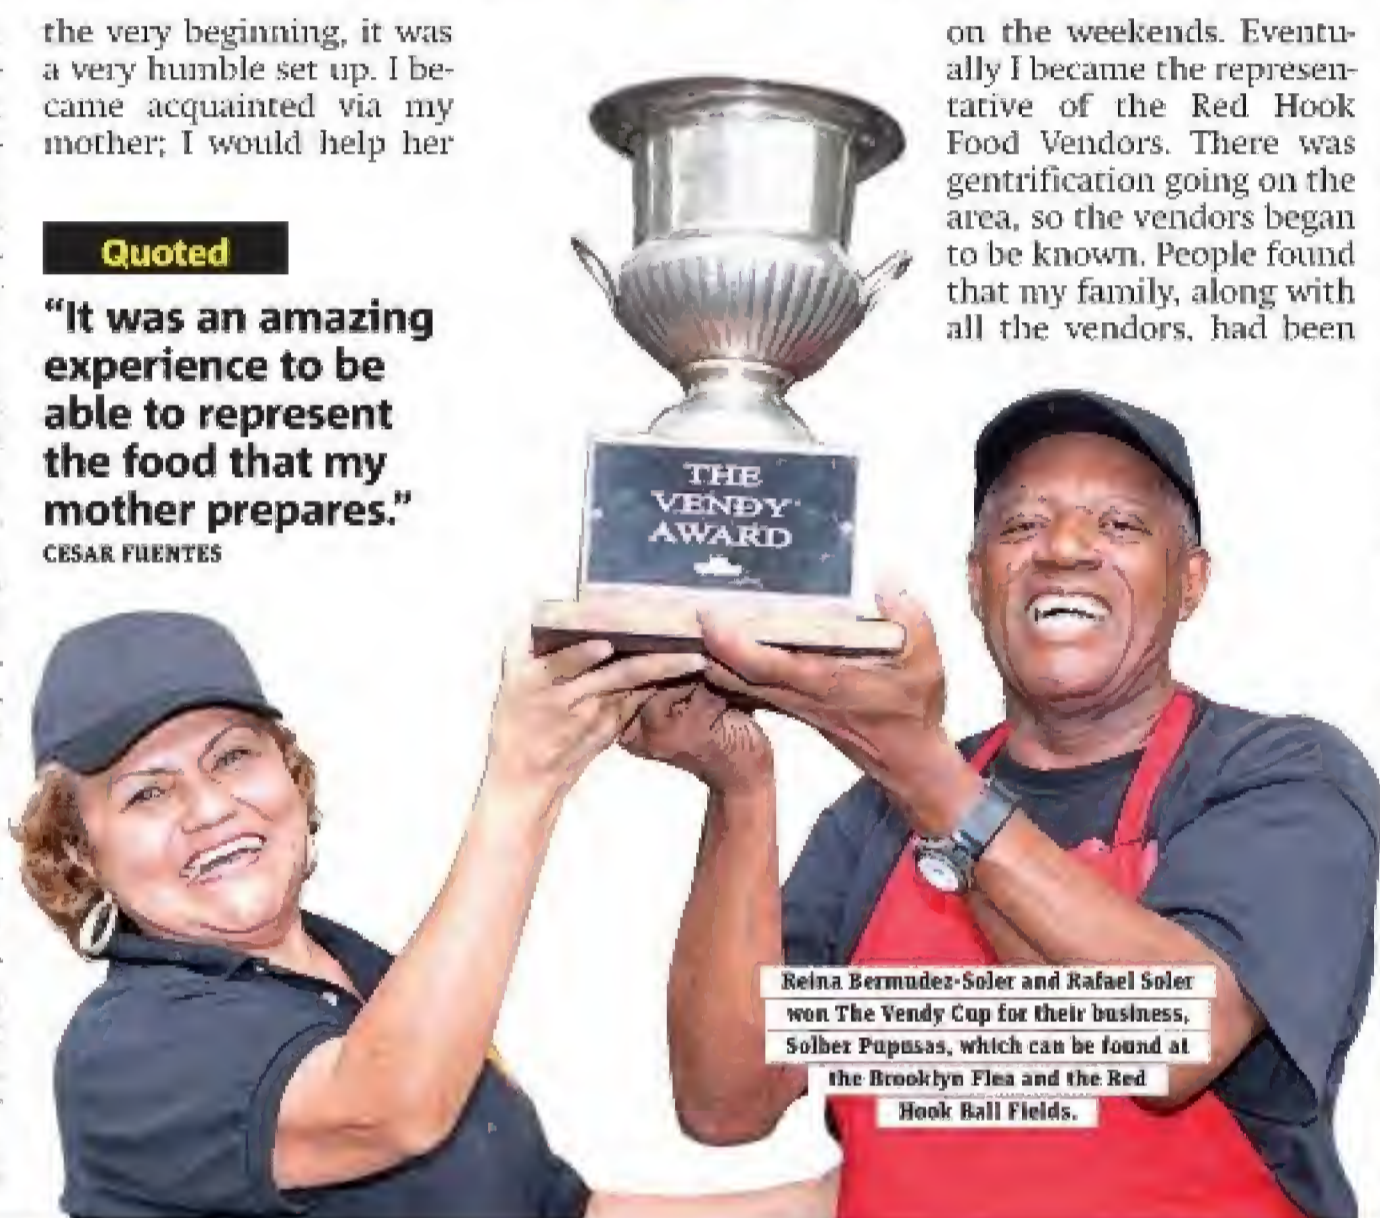 the very beginning, it was
a very humble set up. I be-
came acquainted via my
mother; I would help her
Quoted
“It was an amazing
experience to be
able to represent
the food that my
mother prepares.”
CESAR FUENTES
THE
VENDY
AWARD
on the weekends. Eventu-
ally I became the represen-
tative of the Red Hook
Food Vendors. There was
gentrification going on the
area, so the vendors began
to be known. People found
that my family, along with
all the vendors, had been
Reina Bermudez-Soler and Rafael Soler
won The Vendy Cup for their business,
Solber Pupusas, which can be found at
the Brooklyn Flea and the Red
Hook Ball Fields.